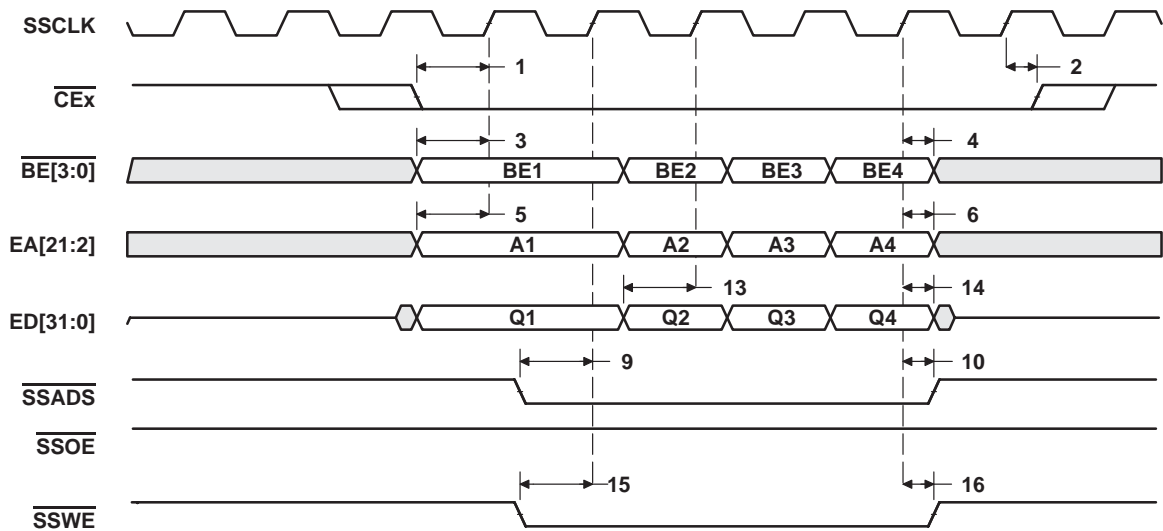 SSCLK
1 2
CEx
3 4
BE[3:0] BE1 BE2 BE3 BE4
5 6
EA[21:2] A1 A2 A3 A4
13 14
ED[31:0] Q1 Q2 Q3 Q4
9 10
SSADS
SSOE
15 16
SSWE